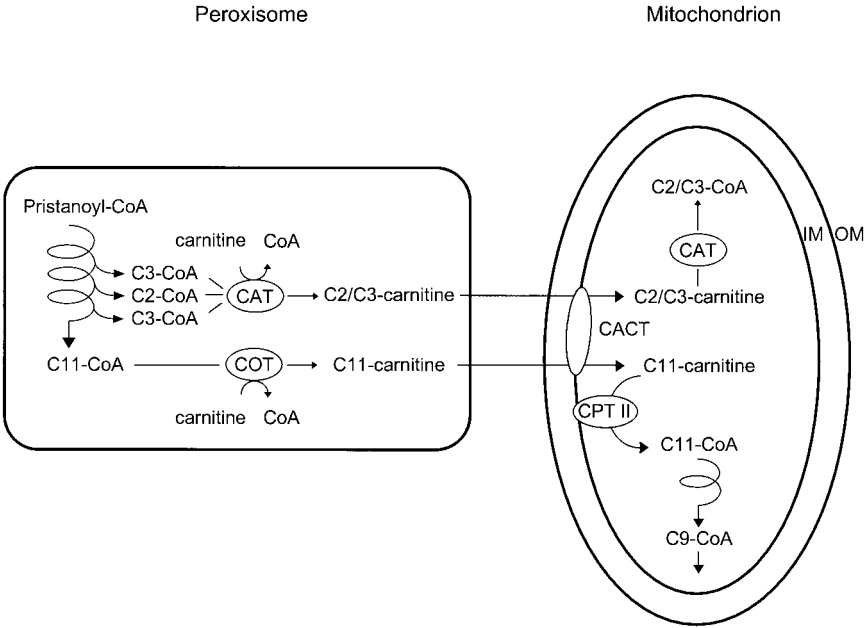 Peroxisome
Mitochondrion
Pristanoyl-CoA
carnitine CoA
C3-CoA
C2-CoA
C3-CoA
CAT
C2/C3-carnitine
C11-CoA
COT
C11-carnitine
carnitine CoA
C2/C3-CoA
IM OM
CAT
C2/C3-carnitine
CACT
C11-carnitine
CPT II
C11-CoA
C9-CoA